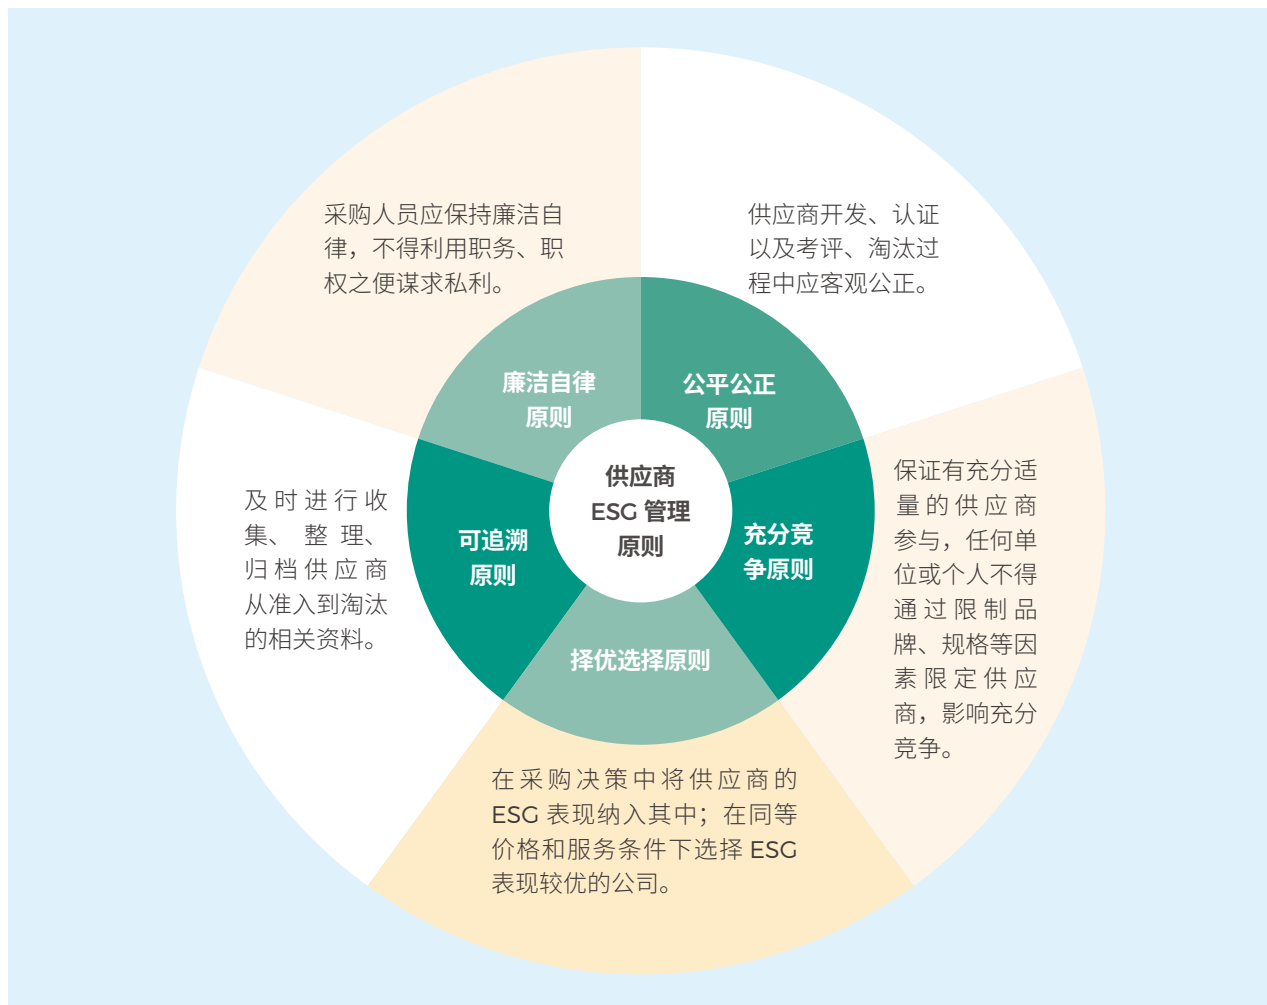 采购人员应保持廉洁自
律，不得利用职务、职
权之便谋求私利。
供应商开发、认证
以及考评、淘汰过
程中应客观公正。
廉洁自律
原则
公平公正
原则
供应商
ESG 管理
原则
可追溯
原则
充分竞
争原则
择优选择原则
及时进行收
集、整理、
归档供应商
从准入到淘汰
的相关资料。
保证有充分适
量的供应商
参与，任何单
位或个人不得
通过限制品
牌、规格等因
素限定供应
商，影响充分
竞争。
在采购决策中将供应商的
ESG 表现纳入其中；在同等
价格和服务条件下选择 ESG
表现较优的公司。